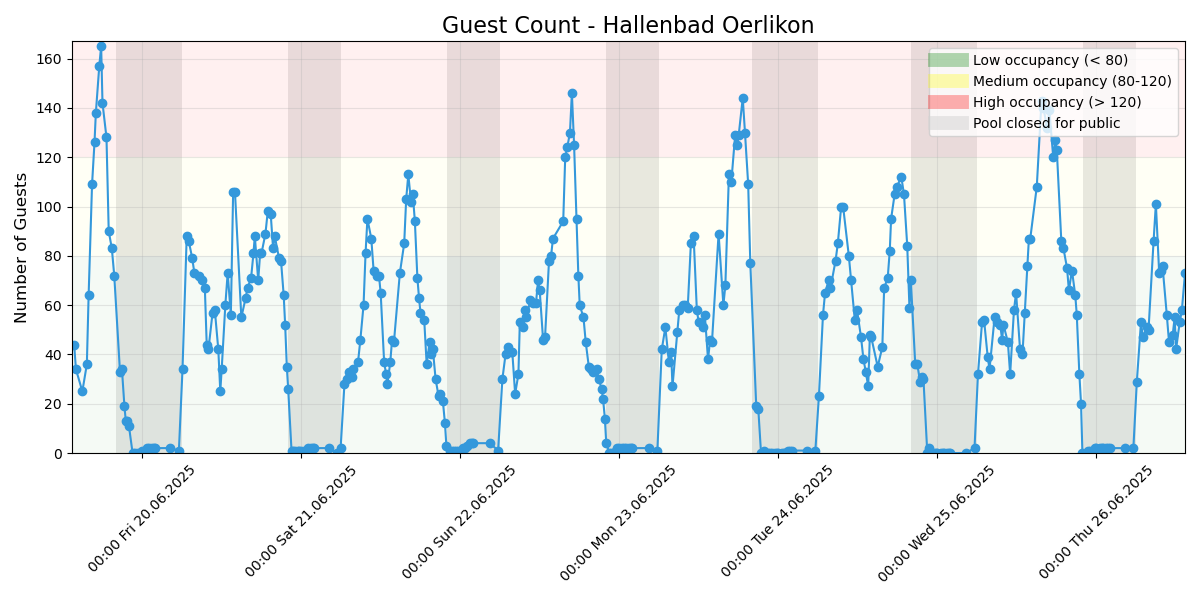 Guest Count - Hallenbad Oerlikon
Number of Guests
160
140
120
100
80
60
40
20
0
Low occupancy (< 80)
Medium occupancy (80-120)
High occupancy (> 120)
Pool closed for public
00:00 Fri 20.06.2025
00:00 Sat 21.06.2025
00:00 Sun 22.06.2025
00:00 Mon 23.06.2025
00:00 Tue 24.06.2025
00:00 Wed 25.06.2025
00:00 Thu 26.06.2025